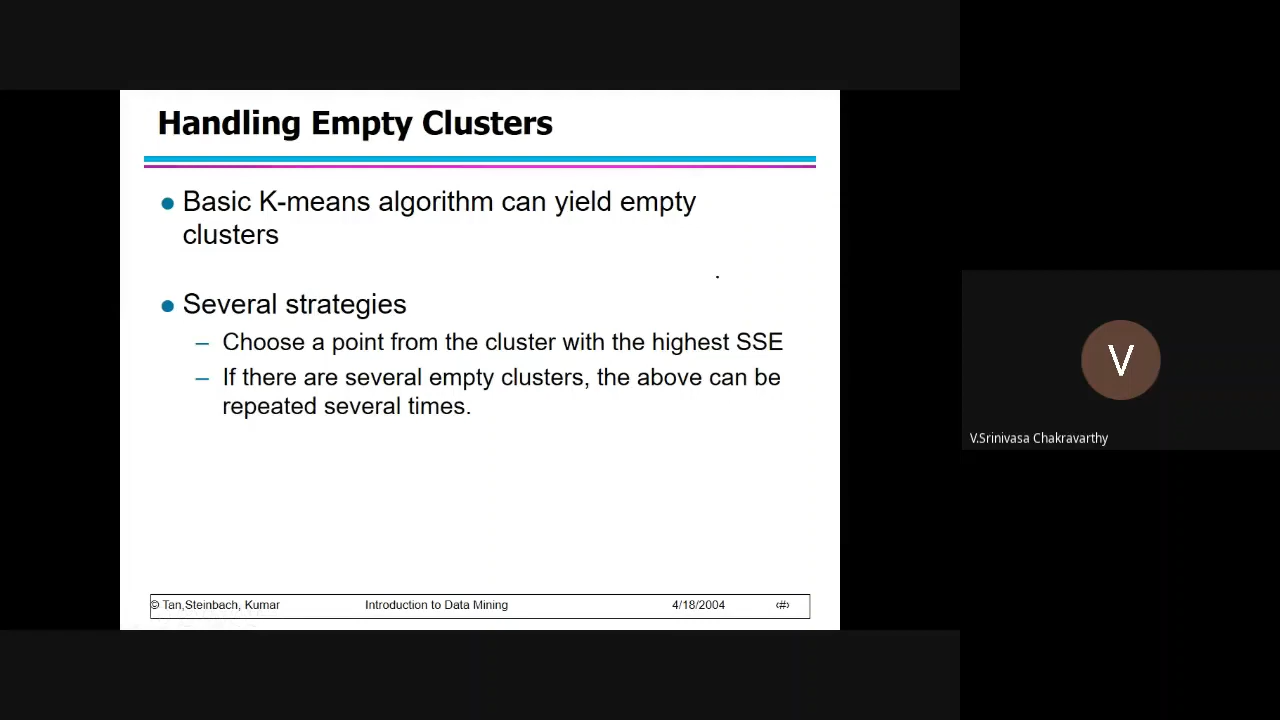 Handling Empty Clusters
Basic K-means algorithm can yield empty
clusters
Several strategies
– Choose a point from the cluster with the highest SSE
– If there are several empty clusters, the above can be
repeated several times.
© Tan,Steinbach, Kumar Introduction to Data Mining 4/18/2004 ‹#›
V
V.Srinivasa Chakravarthy